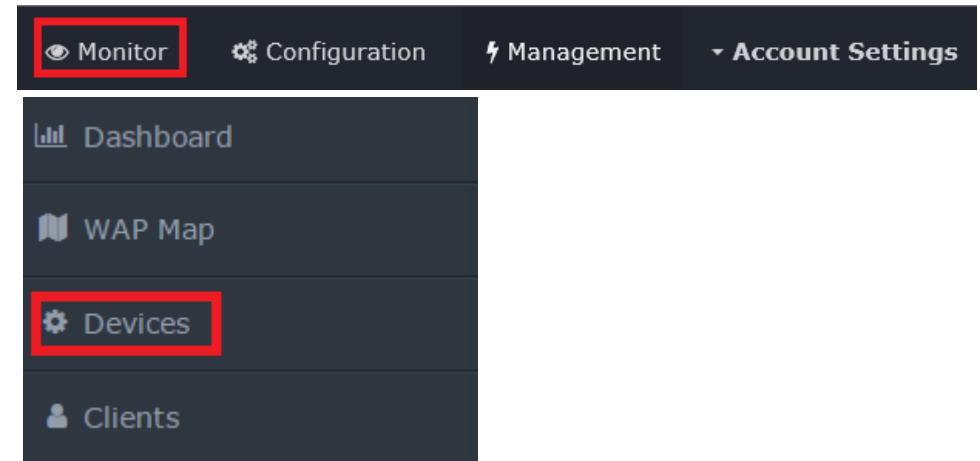 Monitor Configuration Management Account Settings
Dashboard
WAP Map
Devices
Clients